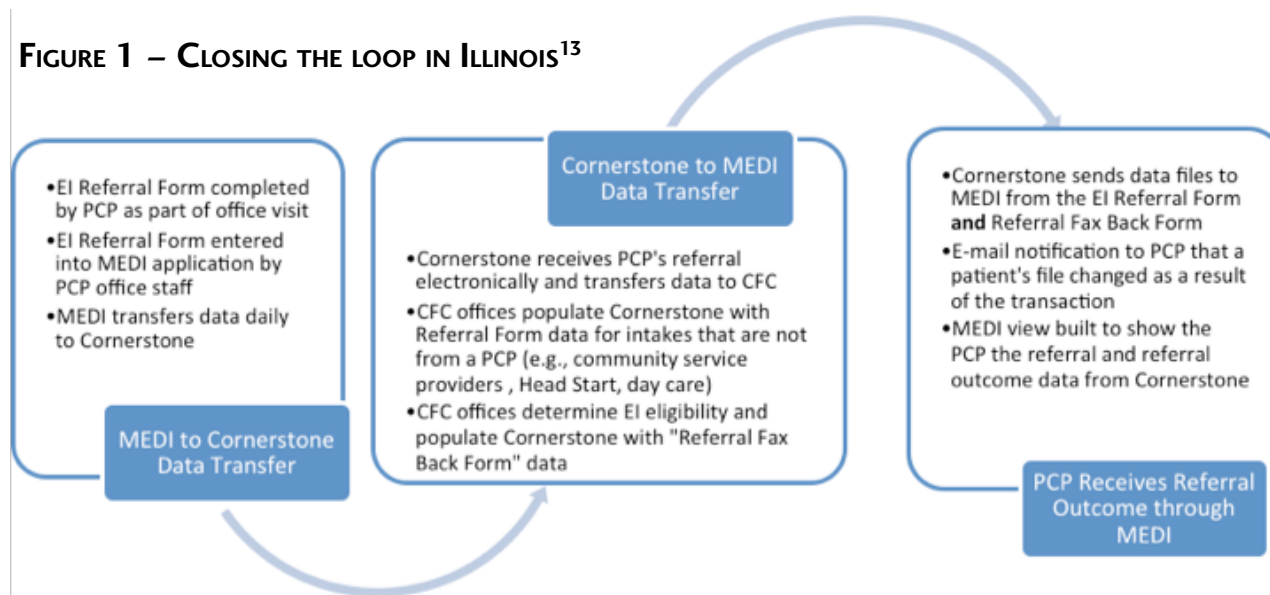 FIGURE 1 – CLOSING THE LOOP IN ILLINOIS13
•EI Referral Form completed
by PCP as part of office visit
•EI Referral Form entered
into MEDI application by
PCP office staff
•MEDI transfers data daily
to Cornerstone
MEDI to Cornerstone
Data Transfer
Cornerstone to MEDI
Data Transfer
•Cornerstone receives PCP's referral
electronically and transfers data to CFC
•CFC offices populate Cornerstone with
Referral Form data for intakes that are not
from a PCP (e.g., community service
providers , Head Start, day care)
•CFC offices determine EI eligibility and
populate Cornerstone with "Referral Fax
Back Form" data
•Cornerstone sends data files to
MEDI from the EI Referral Form
and Referral Fax Back Form
•E-mail notification to PCP that a
patient's file changed as a result
of the transaction
•MEDI view built to show the
PCP the referral and referral
outcome data from Cornerstone
PCP Receives Referral
Outcome through
MEDI